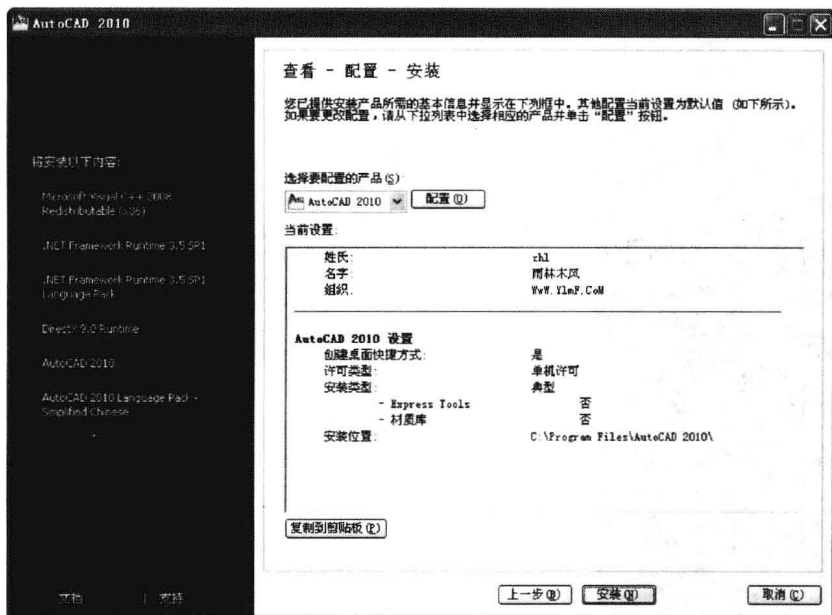 AutoCAD 2010
查看 - 配置 - 安装
您已提供安装产品所需的基本信息并显示在下列框中。其他配置当前设置为默认值（如下所示）。
如果要更改配置，请从下拉列表中选择相应的产品并单击“配置”按钮。
将安装以下内容:
Microsoft Visual C++ 2008
Redistributable (x86)
.NET Framework Runtime 3.5 SP1
.NET Framework Runtime 3.5 SP1
Language Pack
DirectX 9.0 Runtime
AutoCAD 2010
AutoCAD 2010 Language Pack -
Simplified Chinese
选择要配置的产品(S):
AutoCAD 2010 配置(O)
当前设置:
姓氏: rhl
名字: 雨林木风
组织: WwW.YlmF.CoM
AutoCAD 2010 设置
创建桌面快捷方式: 是
许可类型: 单机许可
安装类型: 典型
- Express Tools 否
- 材质库 否
安装位置: C:\Program Files\AutoCAD 2010\
复制到剪贴板(P)
文档 | 支持
上一步(B) 安装(N) 取消(C)